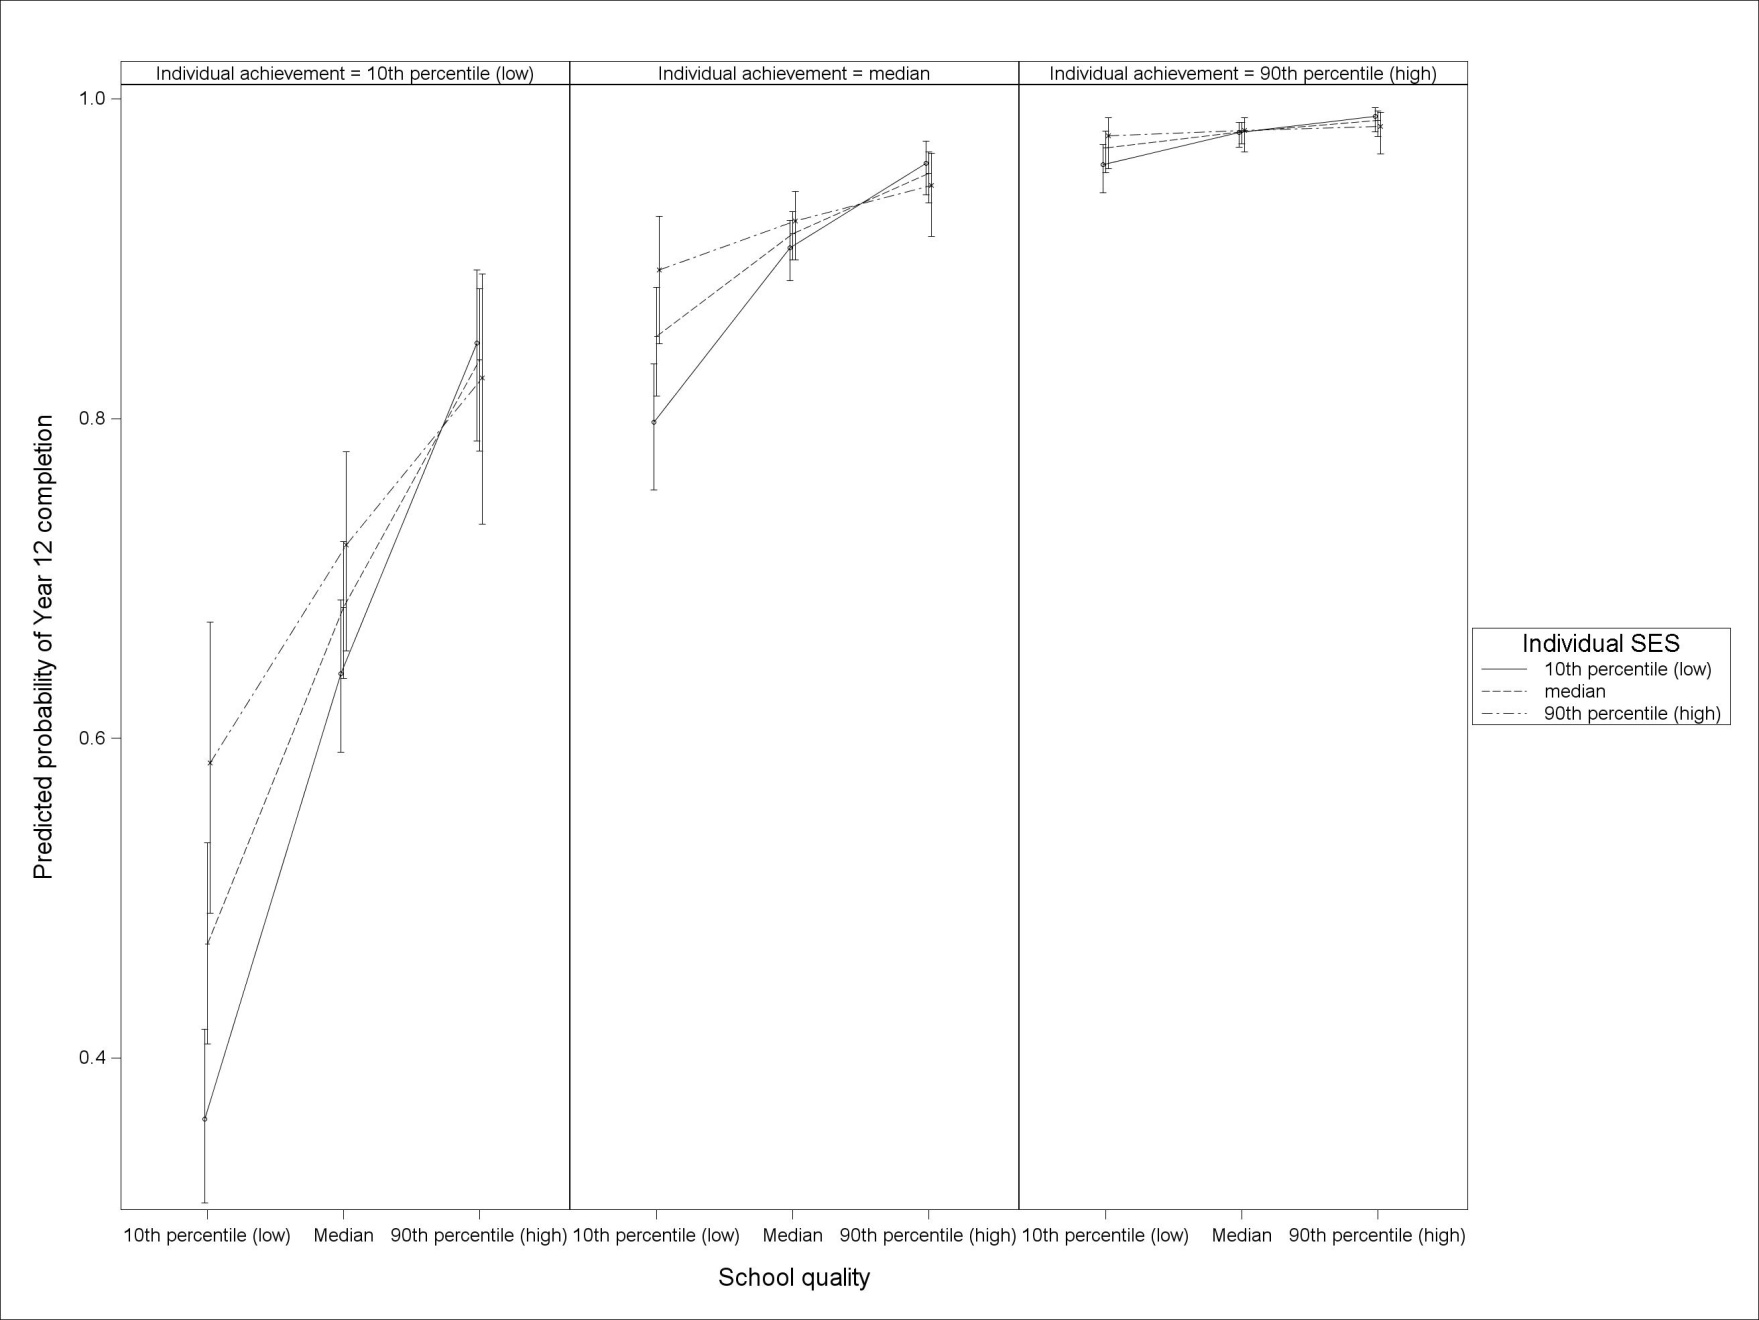 Individual achievement = 10th percentile (low)
Individual achievement = median
Individual achievement = 90th percentile (high)
1.0
0.8
0.6
0.4
Predicted probability of Year 12 completion
10th percentile (low)
Median
90th percentile (high)
10th percentile (low)
Median
90th percentile (high)
10th percentile (low)
Median
90th percentile (high)
School quality
Individual SES
10th percentile (low)
median
90th percentile (high)